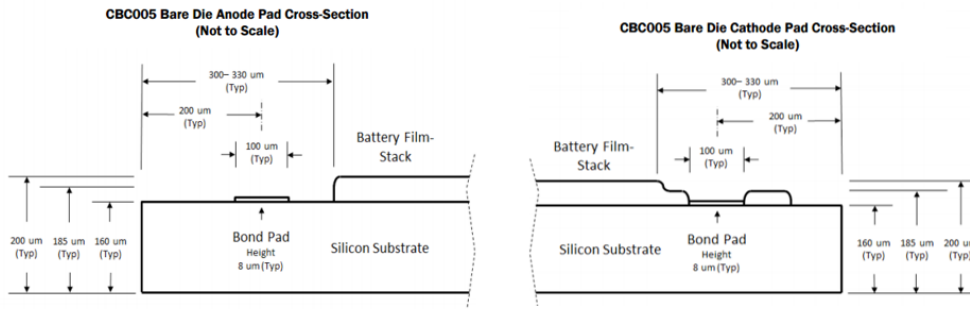 CBC005 Bare Die Anode Pad Cross-Section
(Not to Scale)
300– 330 um
(Typ)
200 um
(Typ)
100 um
(Typ)
Battery Film-
Stack
200 um
(Typ)
185 um
(Typ)
160 um
(Typ)
Bond Pad
Height
8 um (Typ)
Silicon Substrate
CBC005 Bare Die Cathode Pad Cross-Section
(Not to Scale)
300– 330 um
(Typ)
200 um
(Typ)
100 um
(Typ)
Battery Film-
Stack
Silicon Substrate
Bond Pad
Height
8 um (Typ)
160 um
(Typ)
185 um
(Typ)
200 um
(Typ)